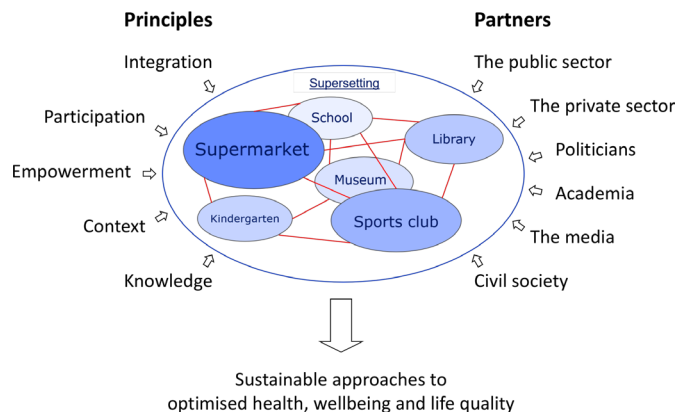 Principles
Partners
Integration
The public sector
Supersetting
School
The private sector
Participation
Library
Supermarket
Politicians
Empowerment
Museum
Academia
Kindergarten
Sports club
Context
The media
Knowledge
Civil society
Sustainable approaches to
optimised health, wellbeing and life quality